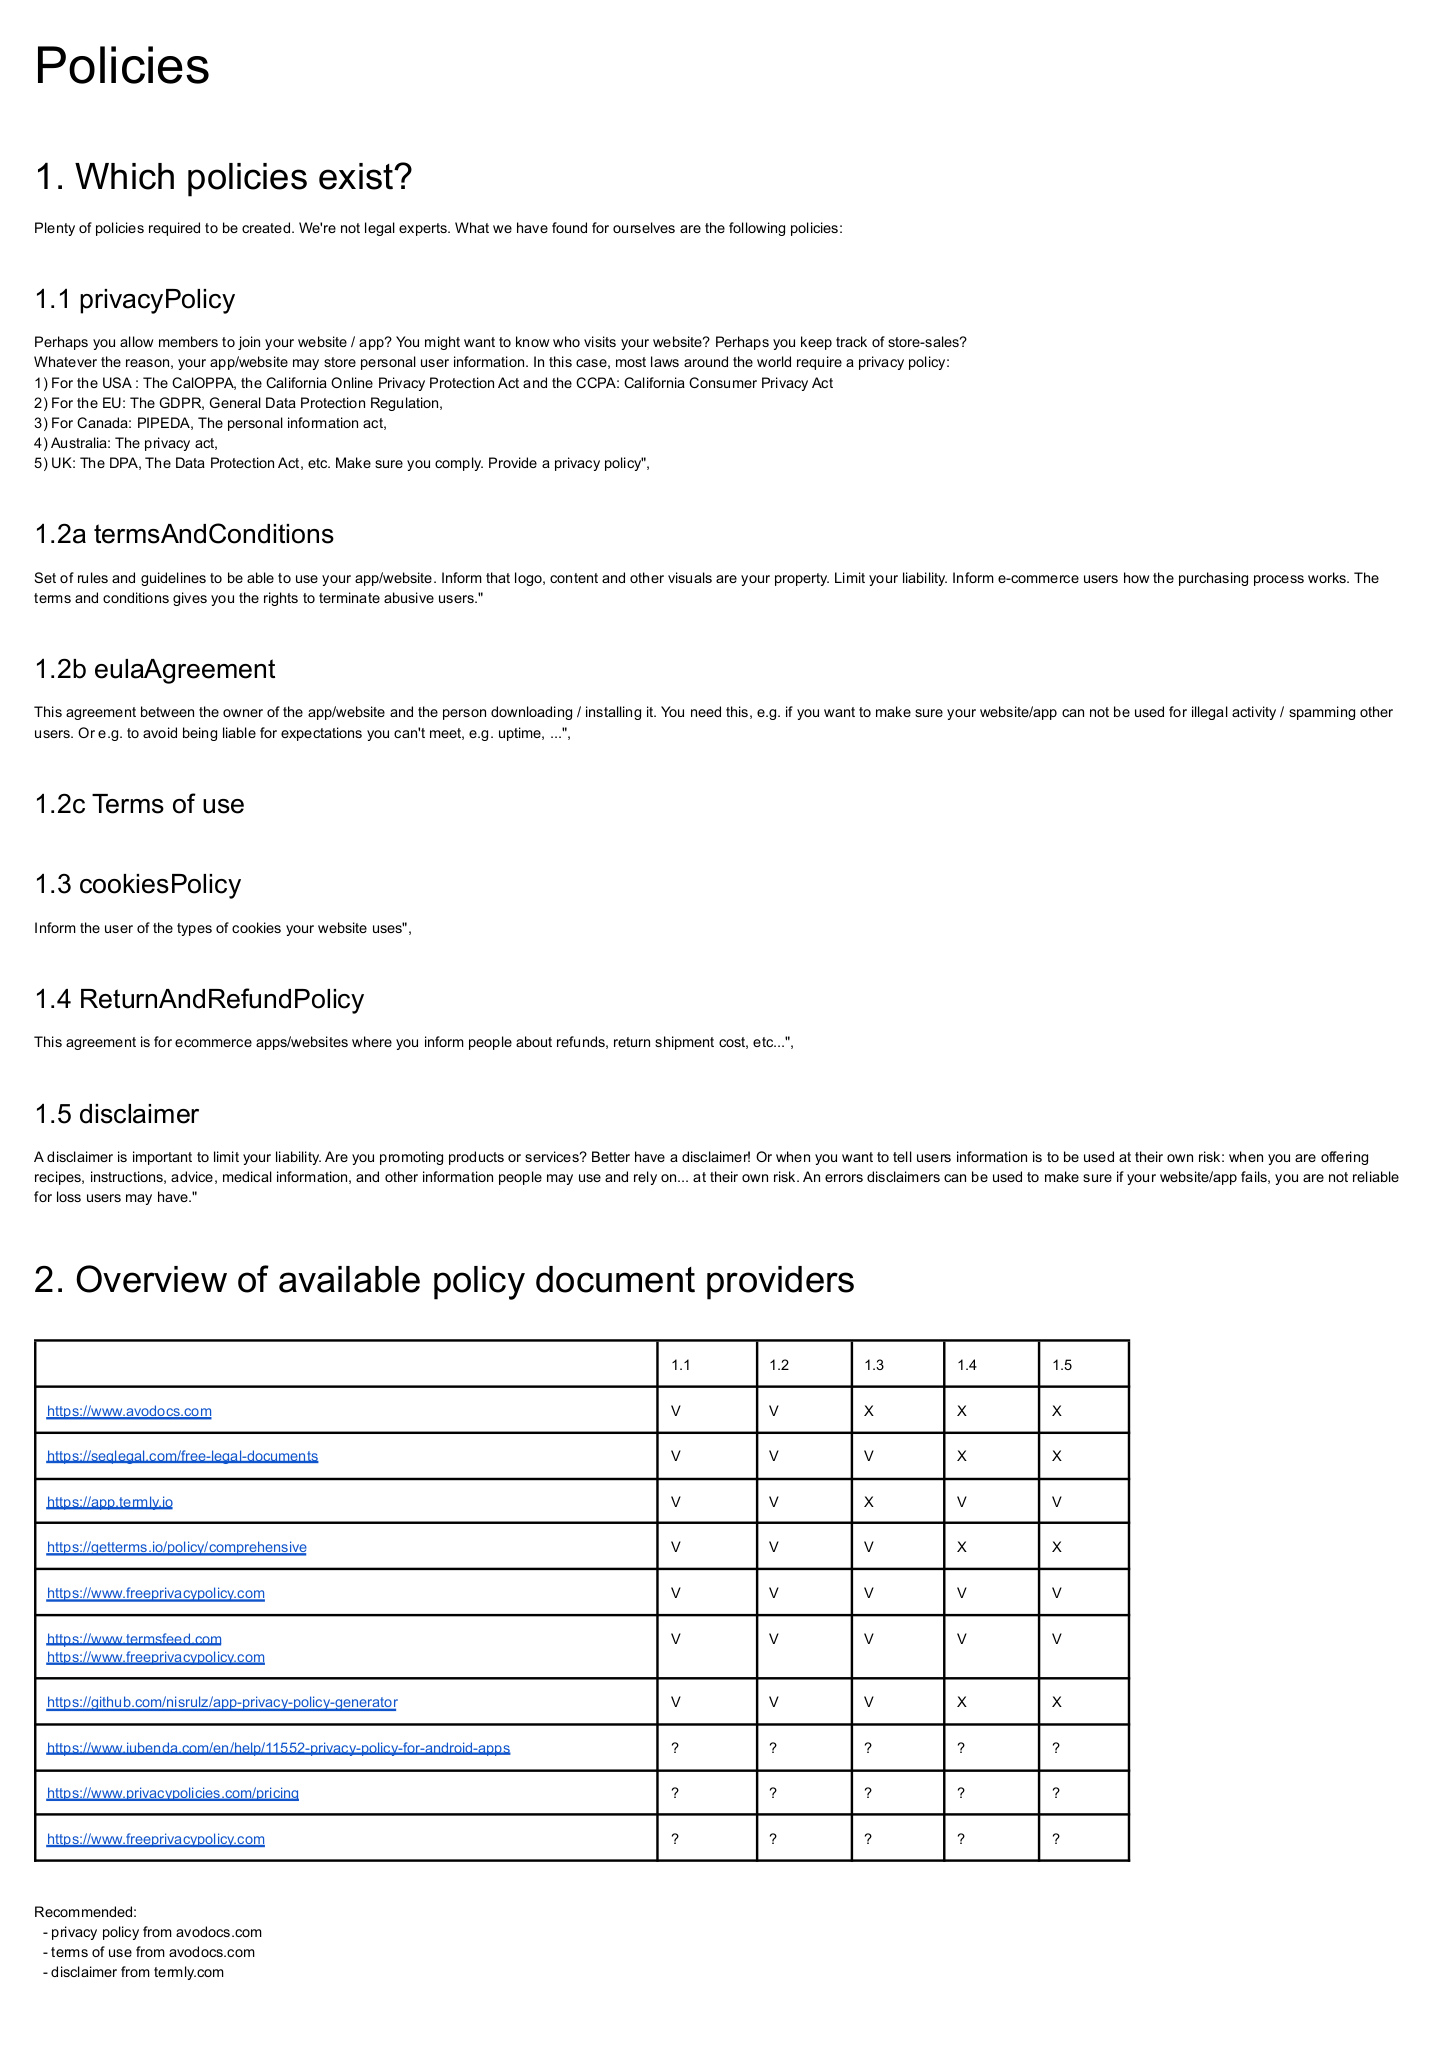 Policies
1. Which policies exist?
Plenty of policies required to be created. We're not legal experts. What we have found for ourselves are the following policies:
1.1 privacyPolicy
Perhaps you allow members to join your website / app? You might want to know who visits your website? Perhaps you keep track of store-sales?
Whatever the reason, your app/website may store personal user information. In this case, most laws around the world require a privacy policy:
1) For the USA : The CalOPPA, the California Online Privacy Protection Act and the CCPA: California Consumer Privacy Act
2) For the EU: The GDPR, General Data Protection Regulation,
3) For Canada: PIPEDA, The personal information act,
4) Australia: The privacy act,
5) UK: The DPA, The Data Protection Act, etc. Make sure you comply. Provide a privacy policy",
1.2a termsAndConditions
Set of rules and guidelines to be able to use your app/website. Inform that logo, content and other visuals are your property. Limit your liability. Inform e-commerce users how the purchasing process works. The
terms and conditions gives you the rights to terminate abusive users."
1.2b eulaAgreement
This agreement between the owner of the app/website and the person downloading / installing it. You need this, e.g. if you want to make sure your website/app can not be used for illegal activity / spamming other
users. Or e.g. to avoid being liable for expectations you can't meet, e.g. uptime, ...",
1.2c Terms of use
1.3 cookiesPolicy
Inform the user of the types of cookies your website uses",
1.4 ReturnAndRefundPolicy
This agreement is for ecommerce apps/websites where you inform people about refunds, return shipment cost, etc...",
1.5 disclaimer
A disclaimer is important to limit your liability. Are you promoting products or services? Better have a disclaimer! Or when you want to tell users information is to be used at their own risk: when you are offering
recipes, instructions, advice, medical information, and other information people may use and rely on... at their own risk. An errors disclaimers can be used to make sure if your website/app fails, you are not reliable
for loss users may have."
2. Overview of available policy document providers
1.1 1.2 1.3 1.4 1.5
https://www.avodocs.com V V X X X
https://seqlegal.com/free-legal-documents V V V X X
https://app.termly.io V V X V V
https://getterms.io/policy/comprehensive V V V X X
https://www.freeprivacypolicy.com V V V V V
https://www.termsfeed.com V V V V V
https://www.freeprivacypolicy.com
https://github.com/nisrulz/app-privacy-policy-generator V V V X X
https://www.iubenda.com/en/help/11552-privacy-policy-for-android-apps ? ? ? ? ?
https://www.privacypolicies.com/pricing ? ? ? ? ?
https://www.freeprivacypolicy.com ? ? ? ? ?
Recommended:
- privacy policy from avodocs.com
- terms of use from avodocs.com
- disclaimer from termly.com